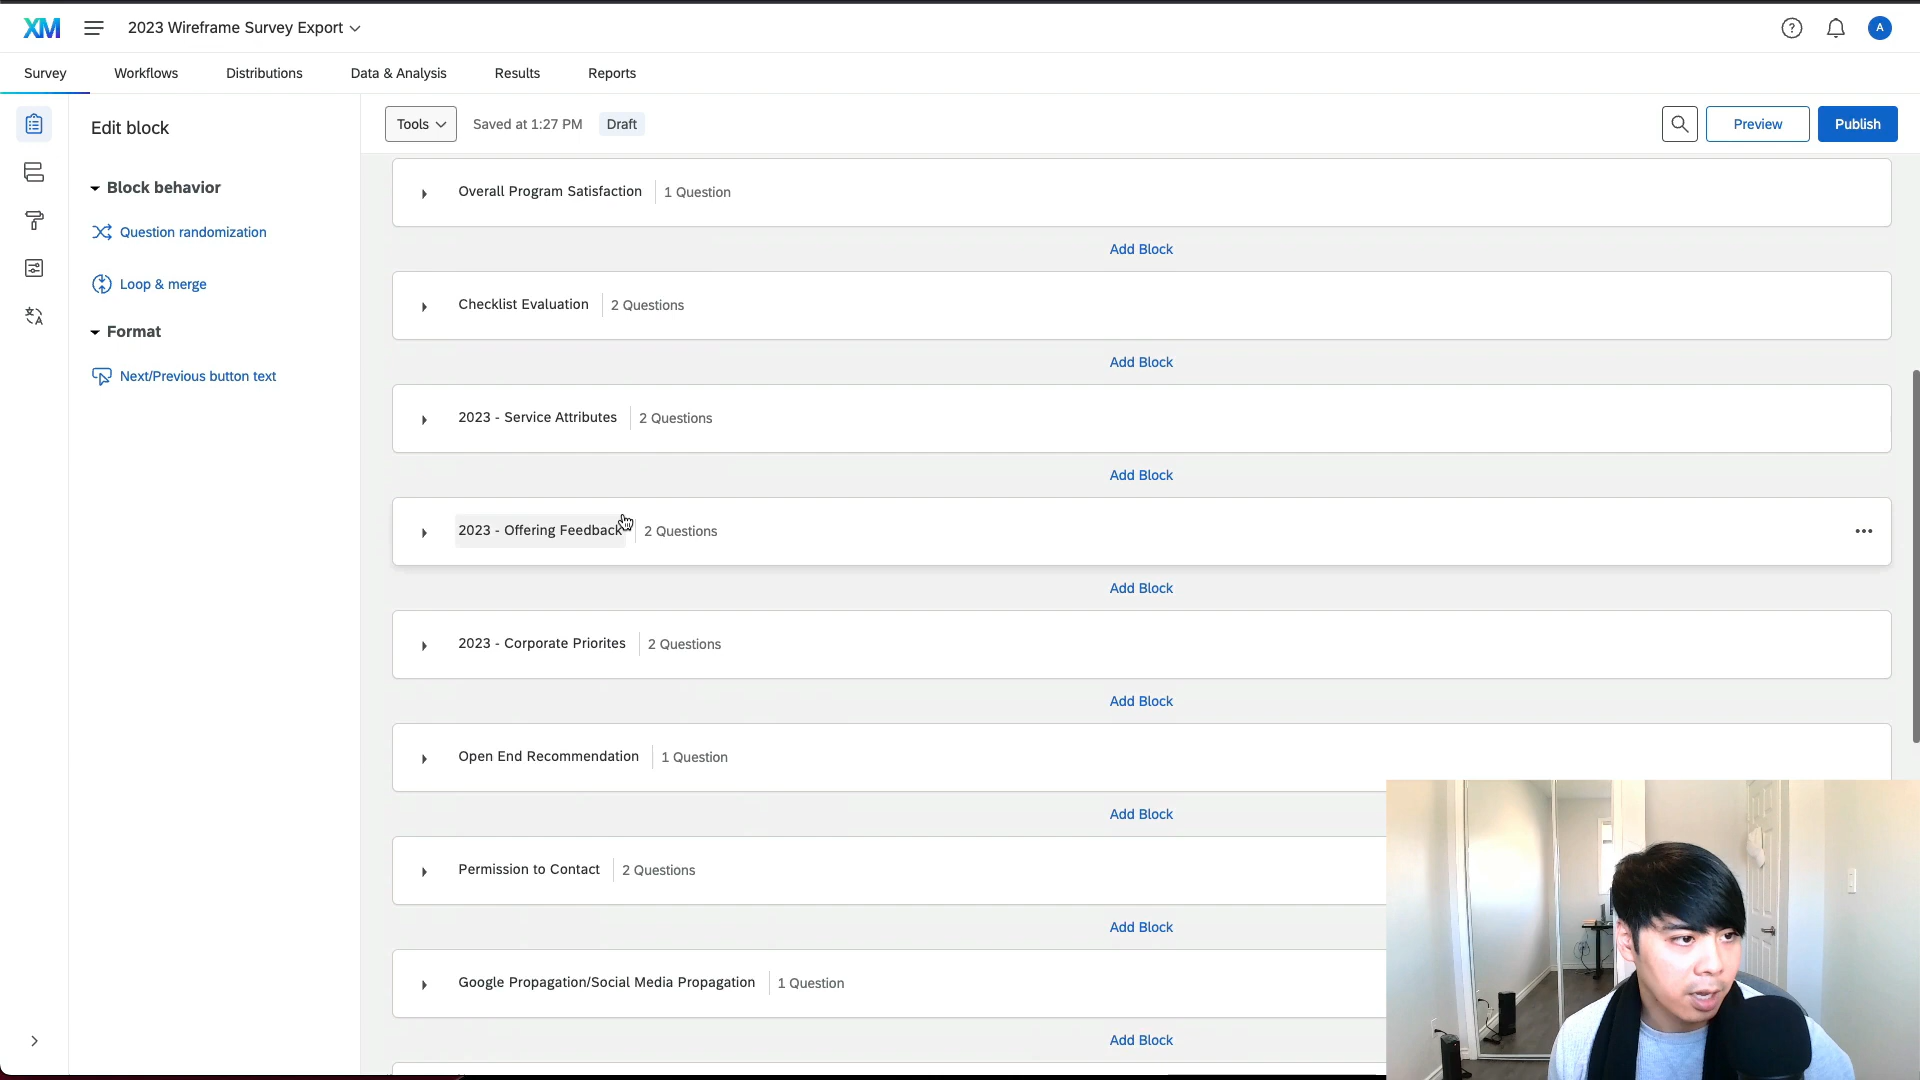 XM
2023 Wireframe Survey Export
A
Survey
Workflows
Distributions
Data & Analysis
Results
Reports
Edit block
Tools
Saved at 1:27 PM
Draft
Preview
Publish
Block behavior
Question randomization
Loop & merge
Format
Next/Previous button text
Overall Program Satisfaction
1 Question
Add Block
Checklist Evaluation
2 Questions
Add Block
2023 - Service Attributes
2 Questions
Add Block
2023 - Offering Feedback
2 Questions
Add Block
2023 - Corporate Priorites
2 Questions
Add Block
Open End Recommendation
1 Question
Add Block
Permission to Contact
2 Questions
Add Block
Google Propagation/Social Media Propagation
1 Question
Add Block